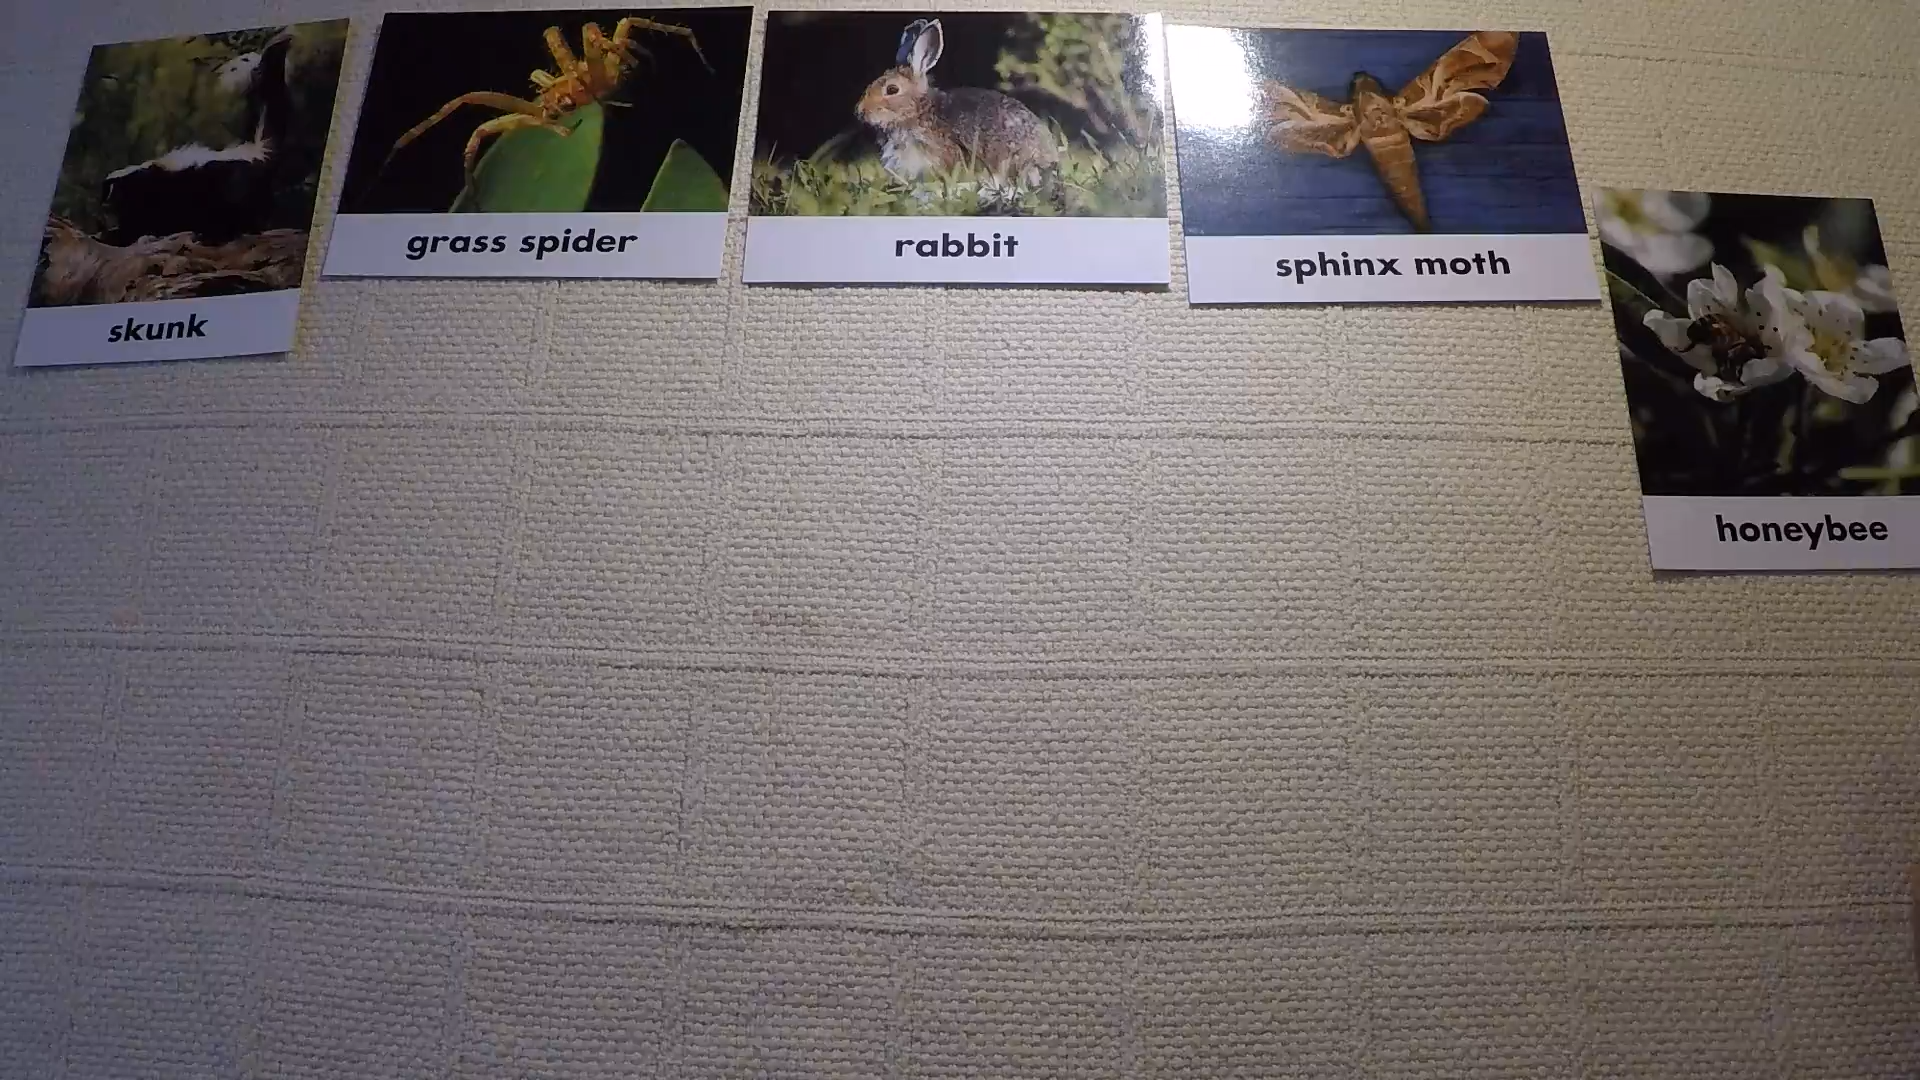 skunk
grass spider
rabbit
sphinx moth
honeybee